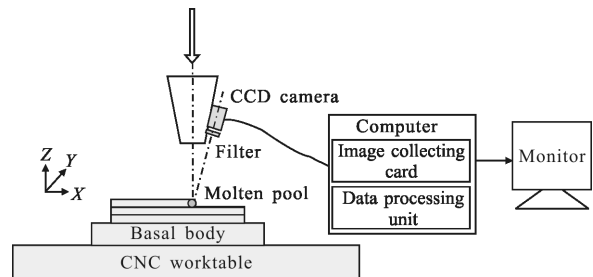 CCD camera
Computer
Filter
Image collecting
card
Monitor
Z
Y
X
Molten pool
Data processing
unit
Basal body
CNC worktable